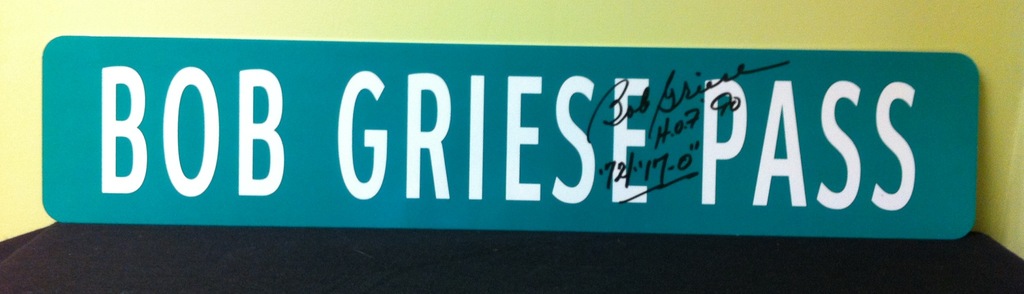 BOB GRIESE PASS
Bob Griese
H.O.F 90
"72" "17-0"